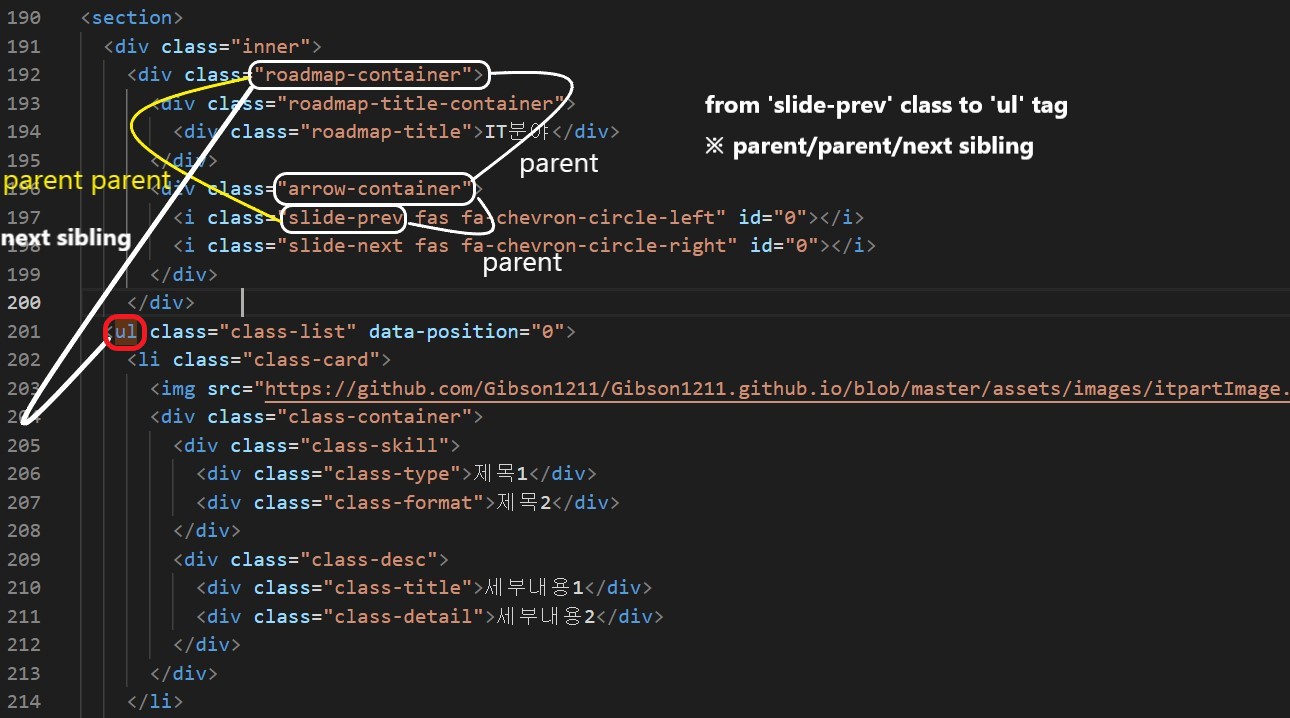 190 <section>
191 <div class="inner">
192 <div class="roadmap-container">
193 <div class="roadmap-title-container">
from 'slide-prev' class to 'ul' tag
194 <div class="roadmap-title">IT분야</div>
※ parent/parent/next sibling
195 </div>
parent
parent parent
196 <div class="arrow-container">
197 <i class="slide-prev fas fa-chevron-circle-left" id="0"></i>
next sibling
198 <i class="slide-next fas fa-chevron-circle-right" id="0"></i>
parent
199 </div>
200 </div>
201 <ul class="class-list" data-position="0">
202 <li class="class-card">
203 <img src="https://github.com/Gibson1211/Gibson1211.github.io/blob/master/assets/images/itpartImage.
204 <div class="class-container">
205 <div class="class-skill">
206 <div class="class-type">제목1</div>
207 <div class="class-format">제목2</div>
208 </div>
209 <div class="class-desc">
210 <div class="class-title">세부내용1</div>
211 <div class="class-detail">세부내용2</div>
212 </div>
213 </div>
214 </li>